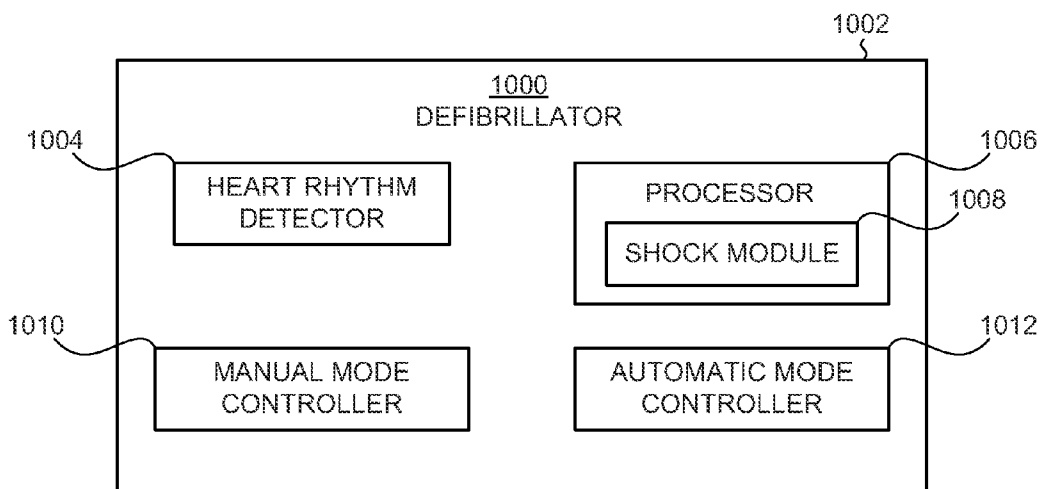 1002
1000
DEFIBRILLATOR
1004
HEART RHYTHM
DETECTOR
1006
PROCESSOR
1008
SHOCK MODULE
1010
MANUAL MODE
CONTROLLER
1012
AUTOMATIC MODE
CONTROLLER